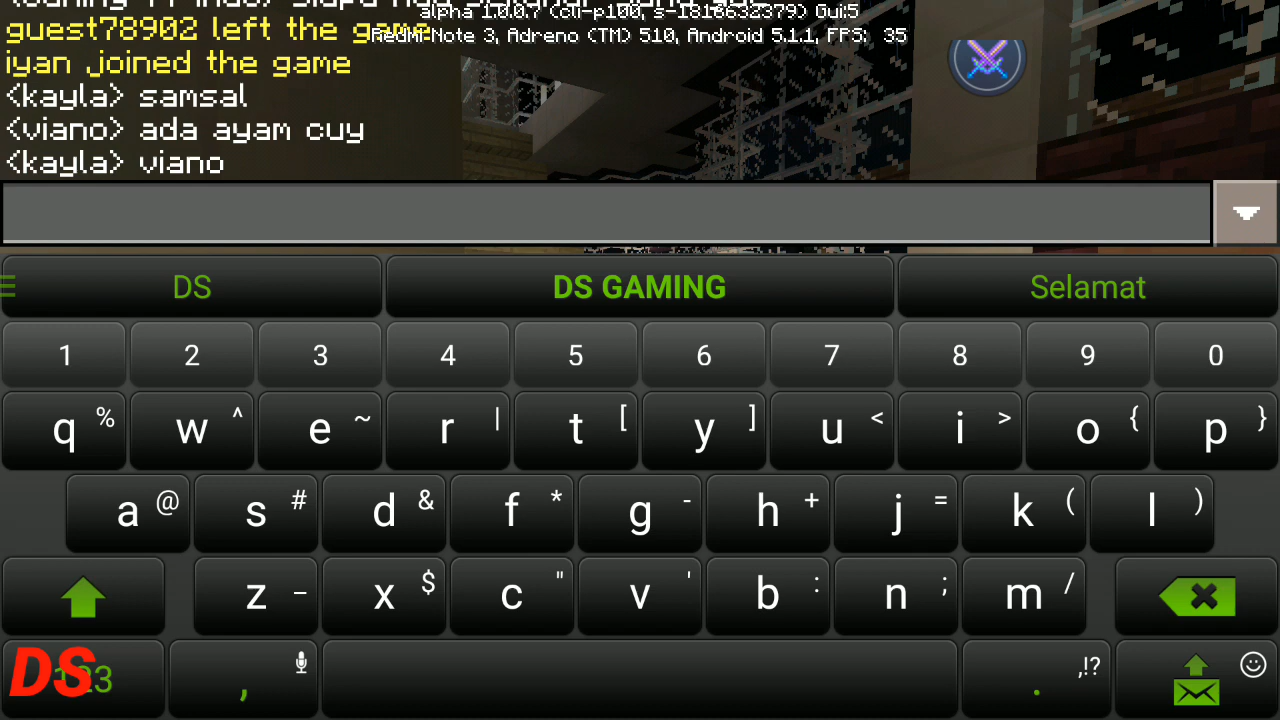 alpha 1.0.0.7 Gui:5
guest78902 left the game
Redmi Note 3, Adreno (TM) 510, Android 5.1.1, FPS: 35
iyan joined the game
<kayla> samsal
<viano> ada ayam cuy
<kayla> viano
DS DS GAMING Selamat
1 2 3 4 5 6 7 8 9 0
q % w ^ e ~ r | t [ y ] u < i > o { p }
a @ s # d & f * g - h + j = k ( l )
z _ x $ c " v ' b : n ; m /
DS , . ,!?